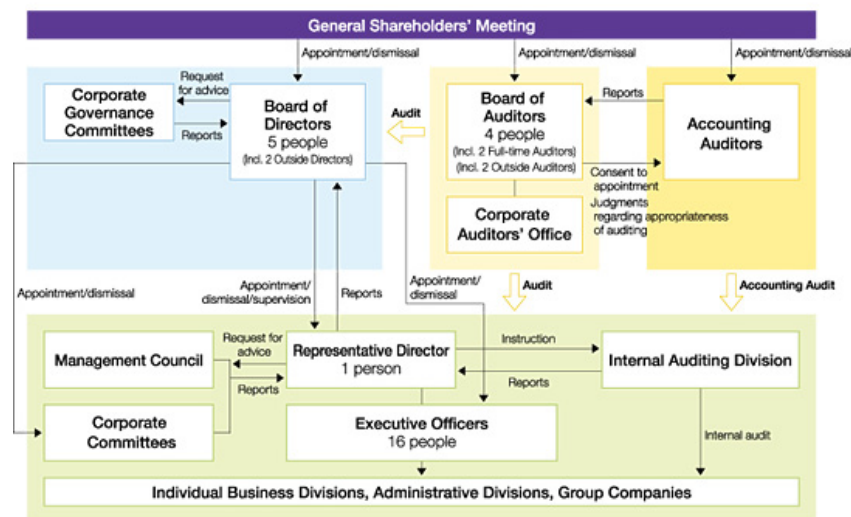 General Shareholders' Meeting
Appointment/dismissal
Appointment/dismissal
Appointment/dismissal
Corporate
Governance
Committees
Request
for advice
Reports
Board of
Directors
5 people
(Incl. 2 Outside Directors)
Audit
Board of
Auditors
4 people
(Incl. 2 Full-time Auditors)
(Incl. 2 Outside Auditors)
Reports
Accounting
Auditors
Consent to
appointment
Judgments
regarding appropriateness
of auditing
Corporate
Auditors' Office
Appointment/dismissal
Appointment/
dismissal/supervision
Reports
Appointment/
dismissal
Audit
Accounting Audit
Management Council
Request for
advice
Reports
Representative Director
1 person
Instruction
Reports
Internal Auditing Division
Corporate
Committees
Executive Officers
16 people
Internal audit
Individual Business Divisions, Administrative Divisions, Group Companies